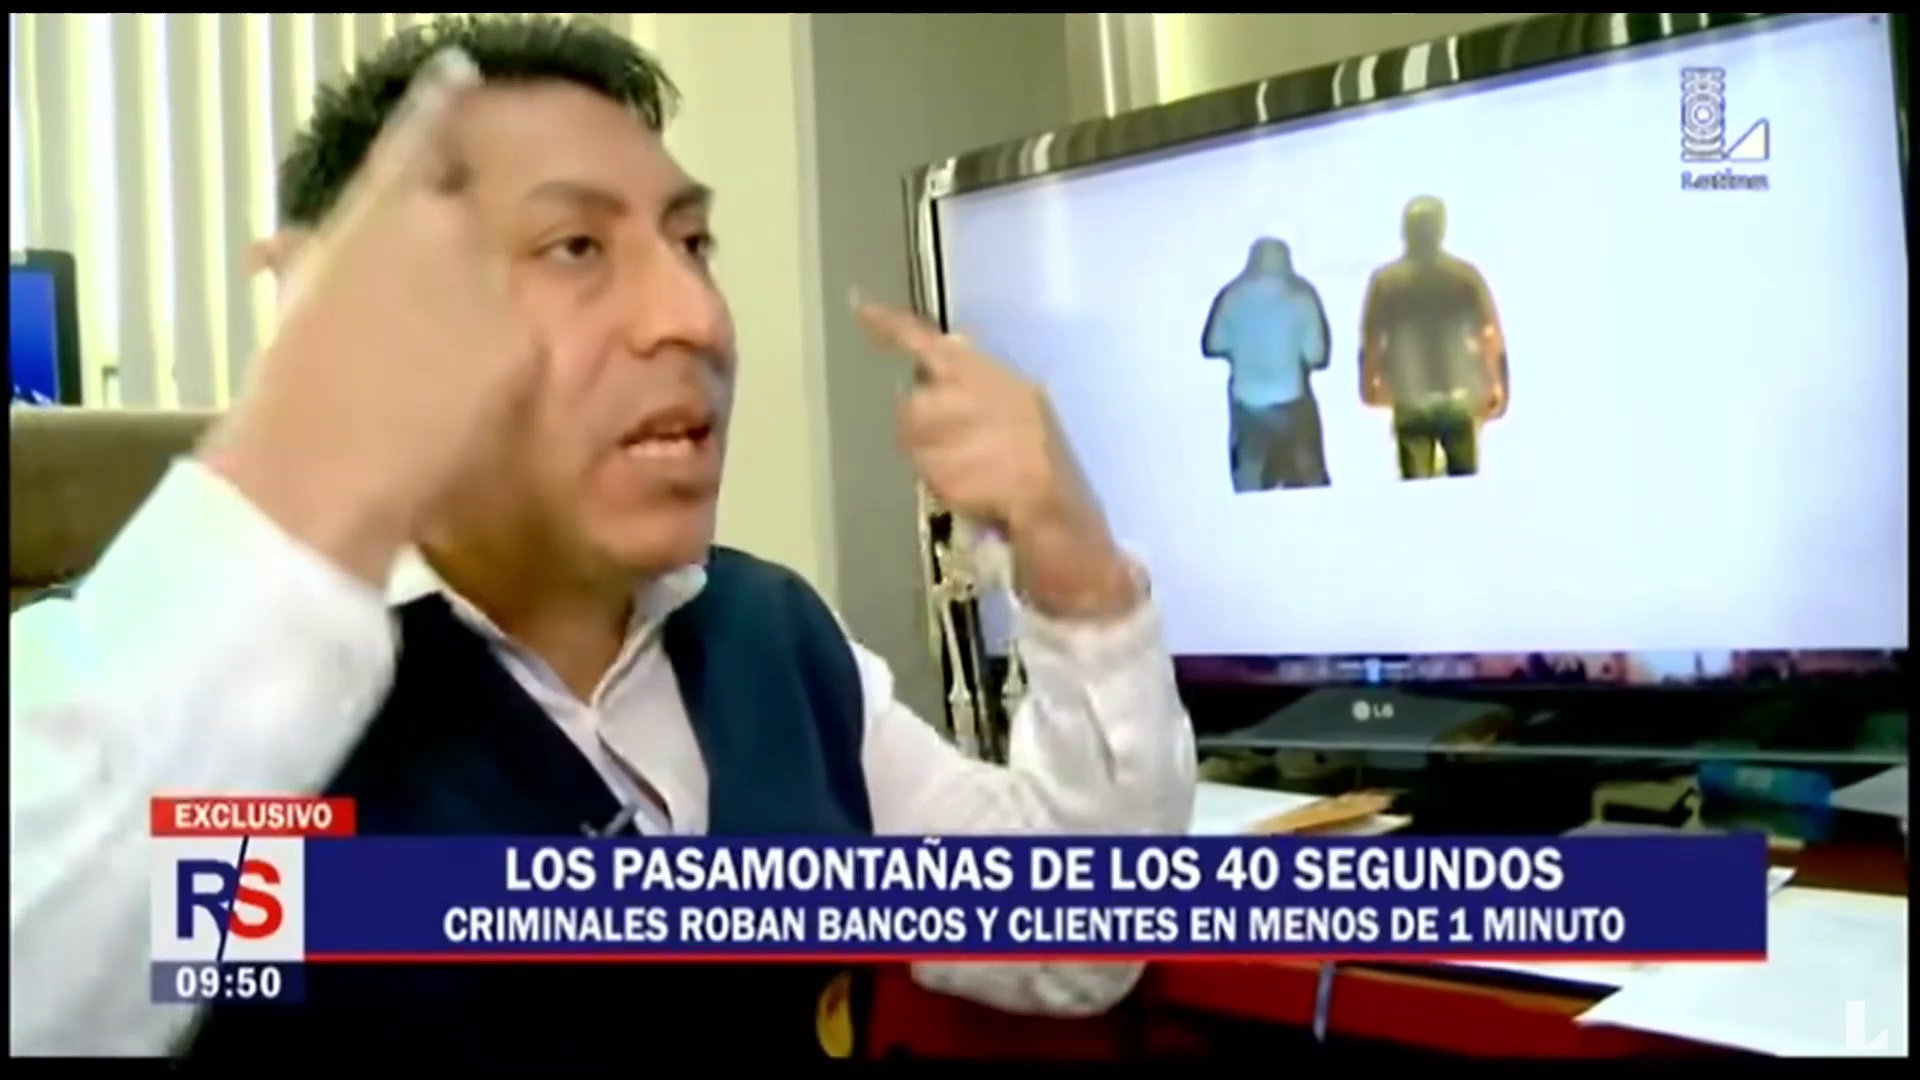 Latina
LG
EXCLUSIVO
RS
LOS PASAMONTAÑAS DE LOS 40 SEGUNDOS
CRIMINALES ROBAN BANCOS Y CLIENTES EN MENOS DE 1 MINUTO
09:50